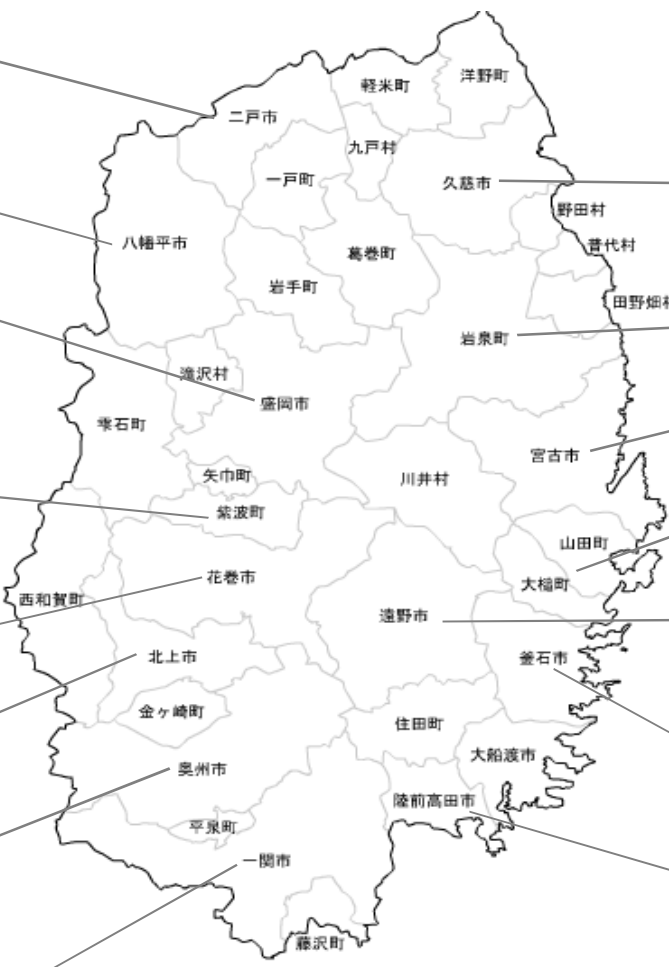 洋野町
軽米町
二戸市
九戸村
一戸町
久慈市
野田村
八幡平市
普代村
葛巻町
岩手町
田野畑村
岩泉町
滝沢村
盛岡市
雫石町
宮古市
矢巾町
川井村
紫波町
山田町
花巻市
大槌町
西和賀町
遠野市
北上市
釜石市
金ヶ崎町
住田町
大船渡市
奥州市
陸前高田市
平泉町
一関市
藤沢町